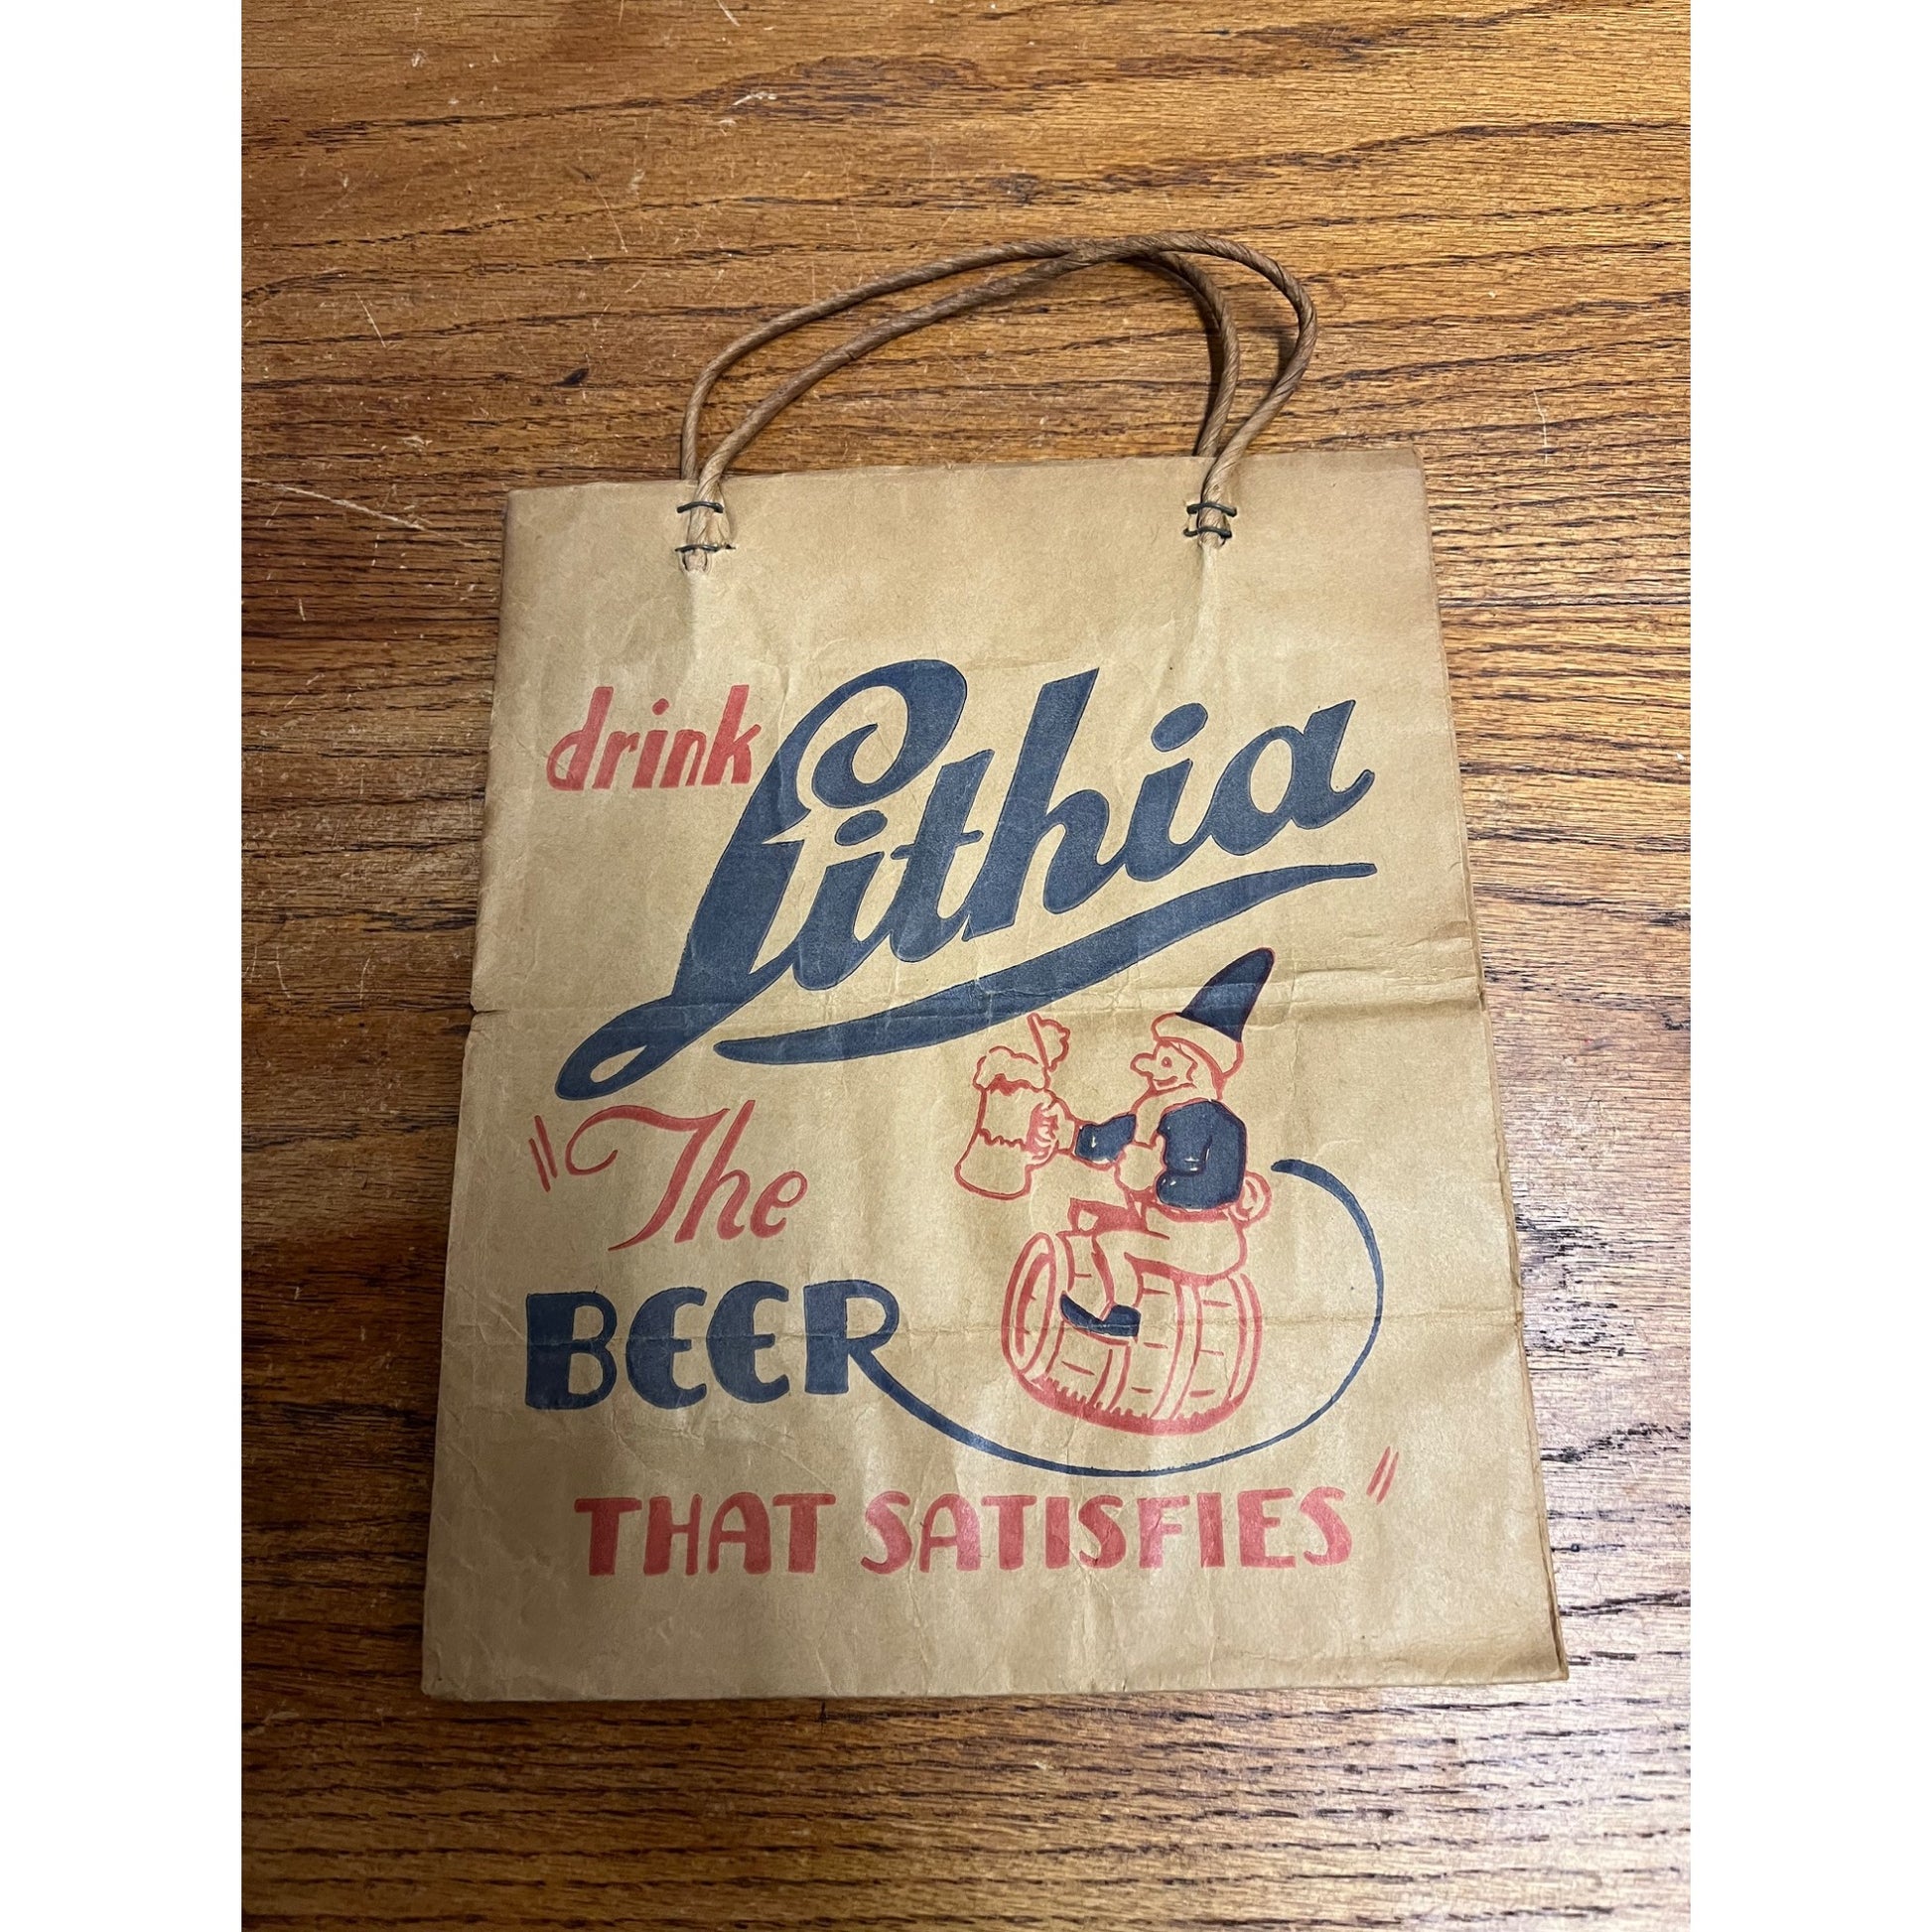 drink Lithia
"The
BEER
THAT SATISFIES"